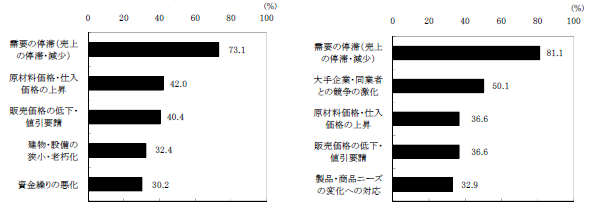 (%)
0 20 40 60 80 100
需要の停滞(売上
の停滞・減少)
73.1
原材料価格・仕入
価格の上昇
42.0
販売価格の低下・
値引要請
40.4
建物・設備の
狭小・老朽化
32.4
資金繰りの悪化
30.2
(%)
0 20 40 60 80 100
需要の停滞(売上
の停滞・減少)
81.1
大手企業・同業者
との競争の激化
50.1
原材料価格・仕入
価格の上昇
36.6
販売価格の低下・
値引要請
36.6
製品・商品ニーズ
の変化への対応
32.9